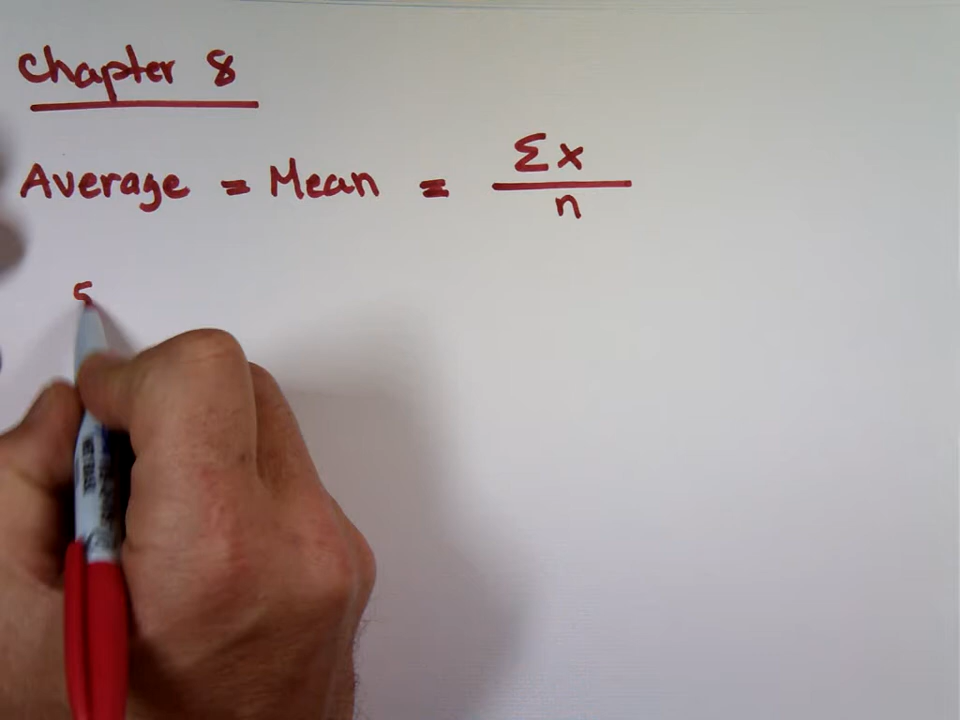 Chapter 8
Average = Mean = Σx / n
5